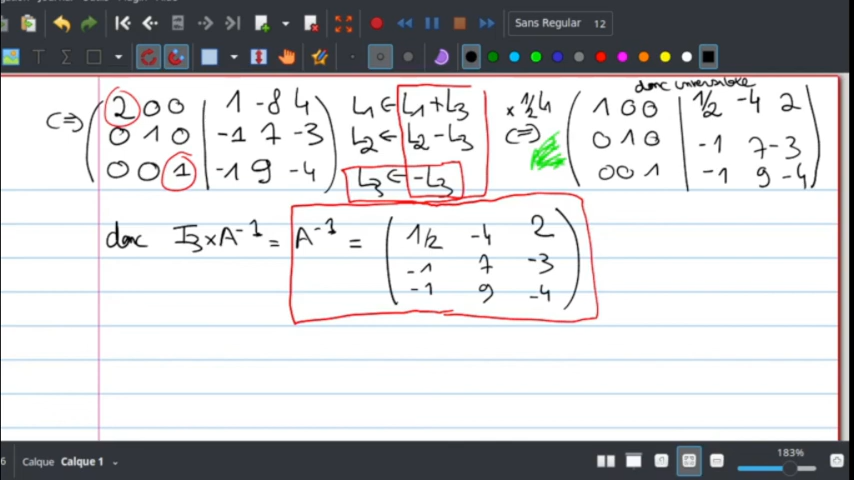 Sans Regular 12
donc inversible
⇔ ( 2 0 0 | 1 -8 4 ) L₁ ← L₁ + L₃ × ½ L₁ ( 1 0 0 | 1/2 -4 2 )
( 0 1 0 | -1 7 -3 ) L₂ ← L₂ - L₃ ⇔ ( 0 1 0 | -1 7 -3 )
( 0 0 1 | -1 9 -4 ) L₃ ← -L₃ ( 0 0 1 | -1 9 -4 )
donc I₃ × A⁻¹ = A⁻¹ = ( 1/2 -4 2 )
( -1 7 -3 )
( -1 9 -4 )
6 Calque Calque 1 183%